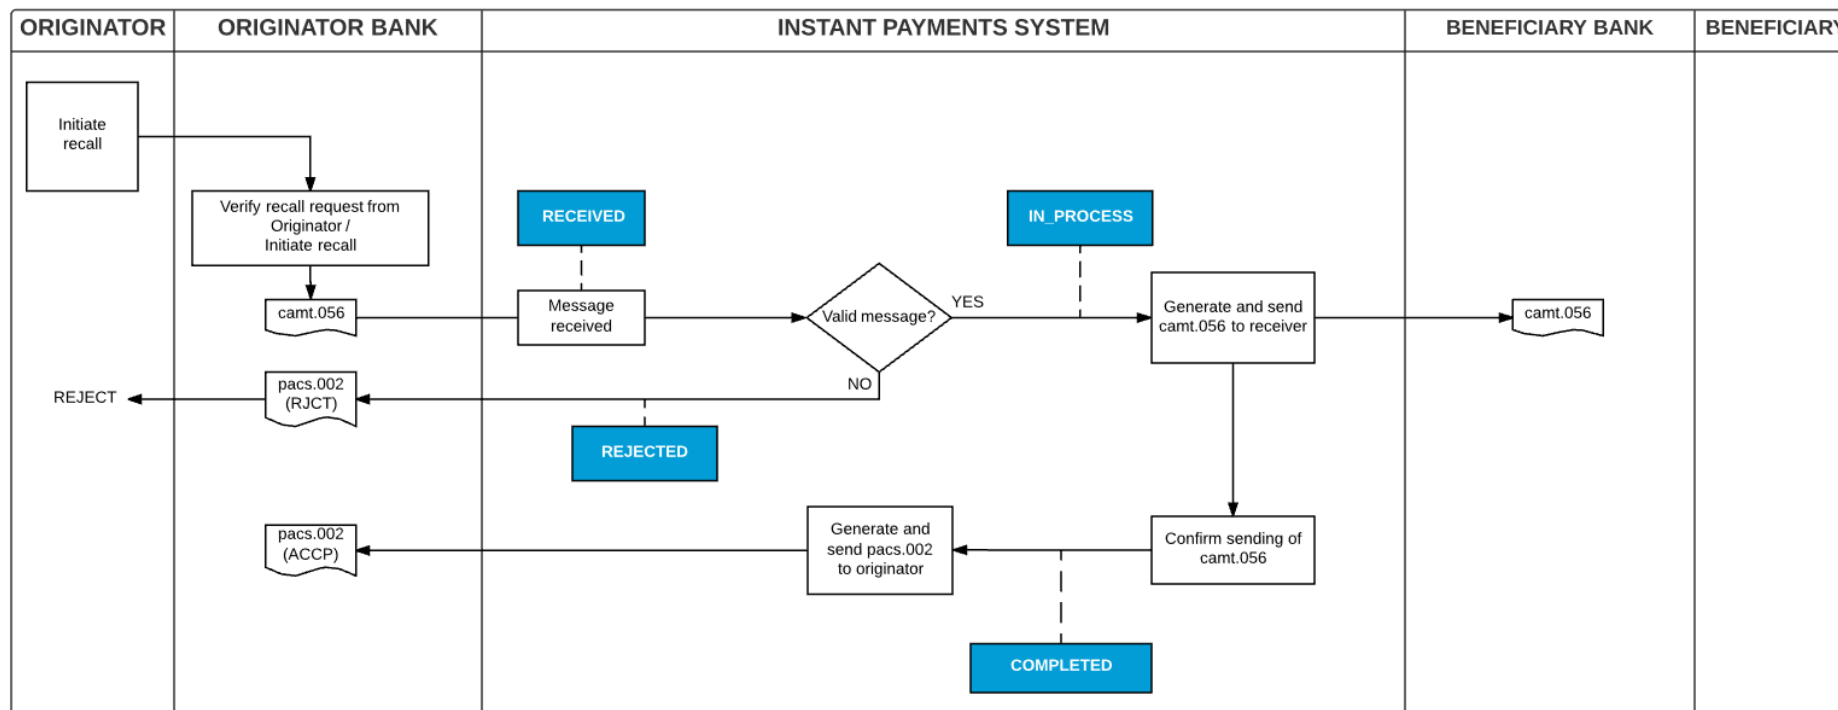 ORIGINATOR
ORIGINATOR BANK
INSTANT PAYMENTS SYSTEM
BENEFICIARY BANK
BENEFICIARY
Initiate
recall
Verify recall request from
Originator /
Initiate recall
RECEIVED
IN_PROCESS
camt.056
Message
received
Valid message?
YES
Generate and send
camt.056 to receiver
camt.056
NO
REJECT
pacs.002
(RJCT)
REJECTED
pacs.002
(ACCP)
Generate and
send pacs.002
to originator
Confirm sending of
camt.056
COMPLETED